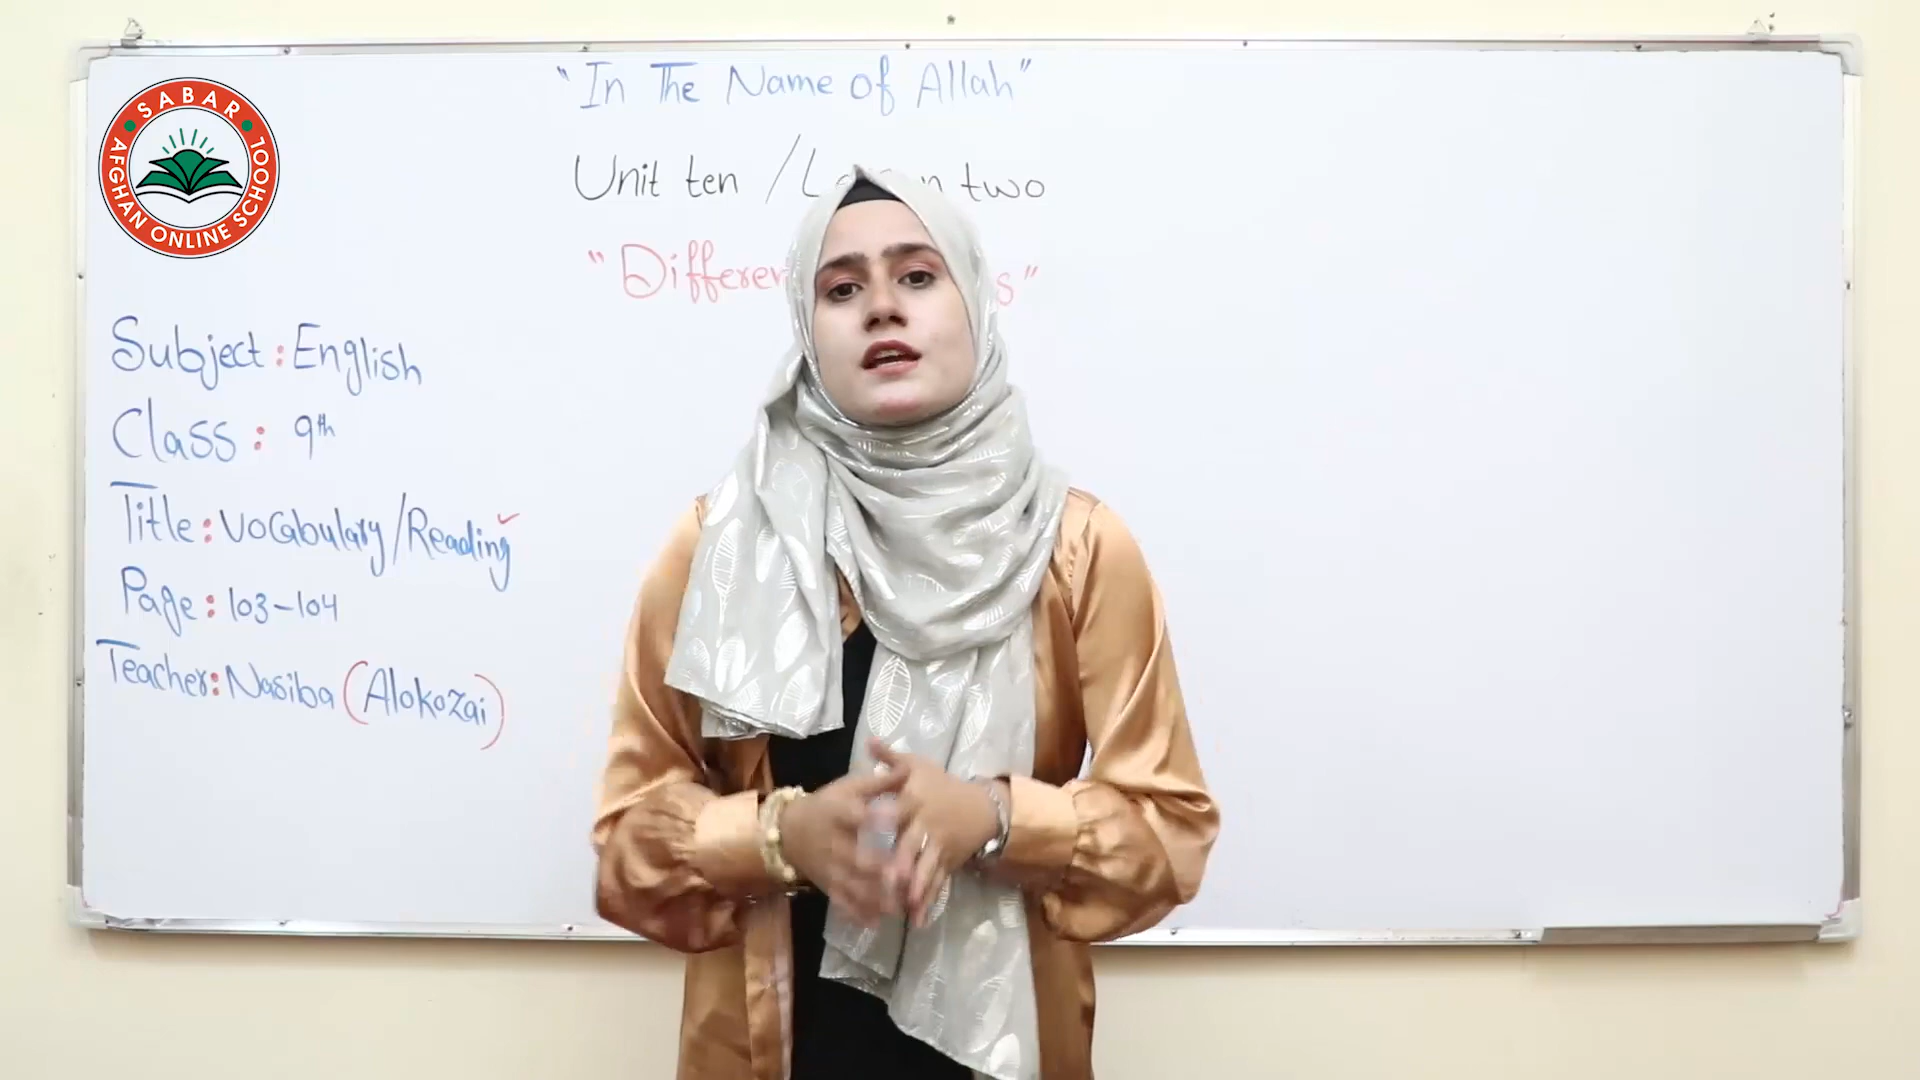 SABAR
AFGHAN ONLINE SCHOOL
"In The Name of Allah"
Unit ten / two
" s"
Subject : English
Class : 9th
Title : Vocabulary/Reading
Page : 103-104
Teacher : Nasiba (Alokozai)